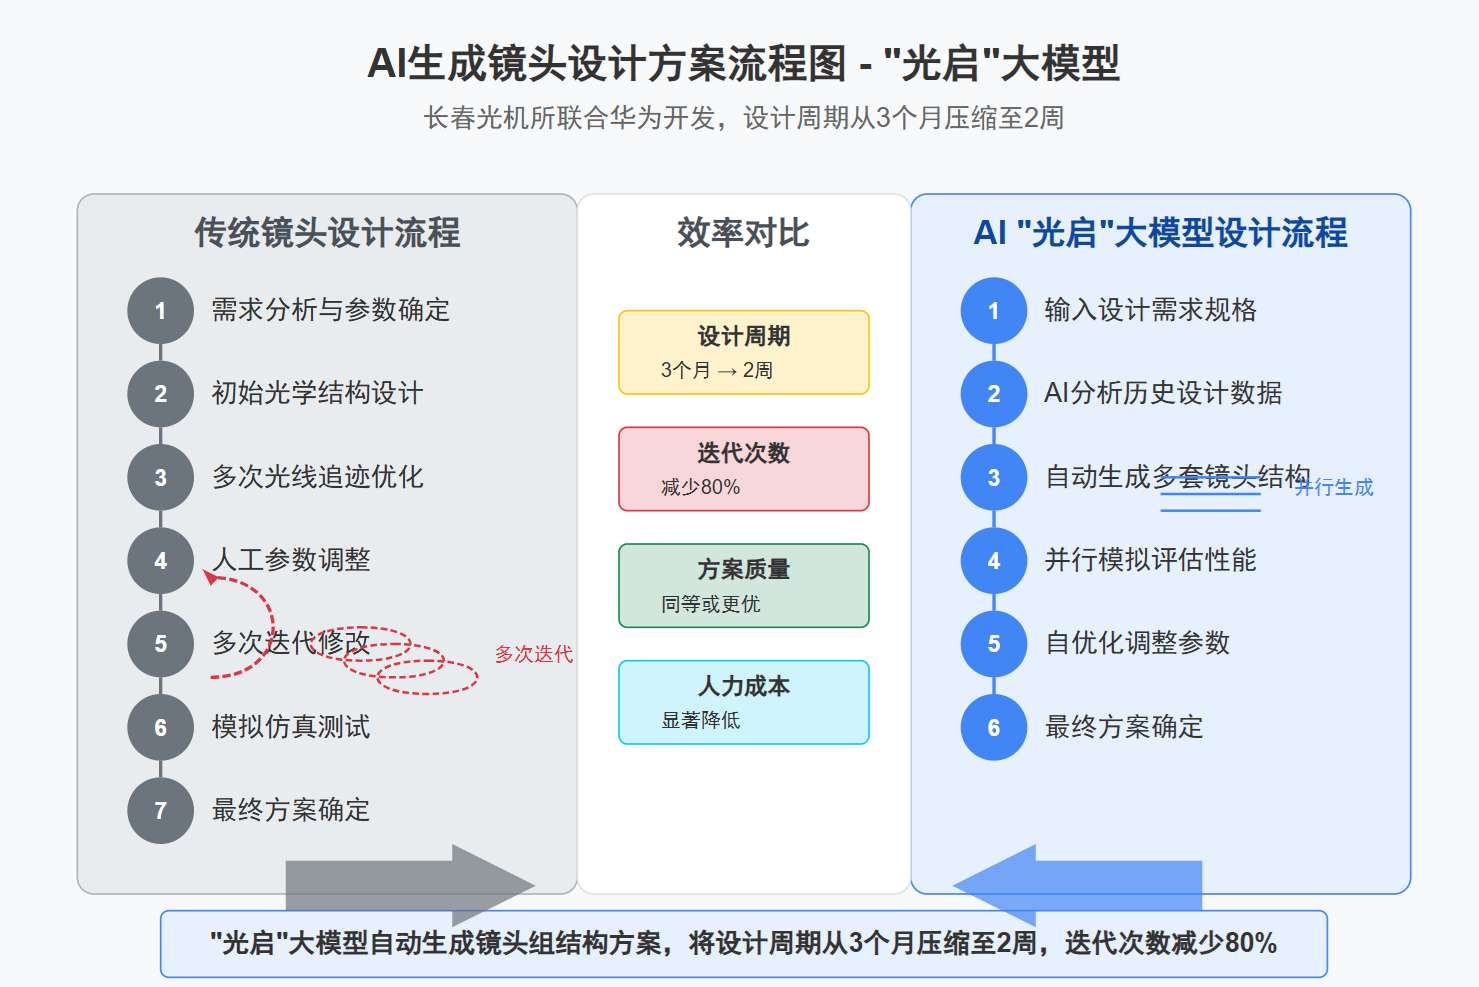 AI生成镜头设计方案流程图 - "光启"大模型
长春光机所联合华为开发，设计周期从3个月压缩至2周
传统镜头设计流程
1 需求分析与参数确定
2 初始光学结构设计
3 多次光线追迹优化
4 人工参数调整
5 多次迭代修改
多次迭代
6 模拟仿真测试
7 最终方案确定
效率对比
设计周期
3个月 → 2周
迭代次数
减少80%
方案质量
同等或更优
人力成本
显著降低
AI "光启"大模型设计流程
1 输入设计需求规格
2 AI分析历史设计数据
3 自动生成多套镜头结构
并行生成
4 并行模拟评估性能
5 自优化调整参数
6 最终方案确定
"光启"大模型自动生成镜头组结构方案，将设计周期从3个月压缩至2周，迭代次数减少80%